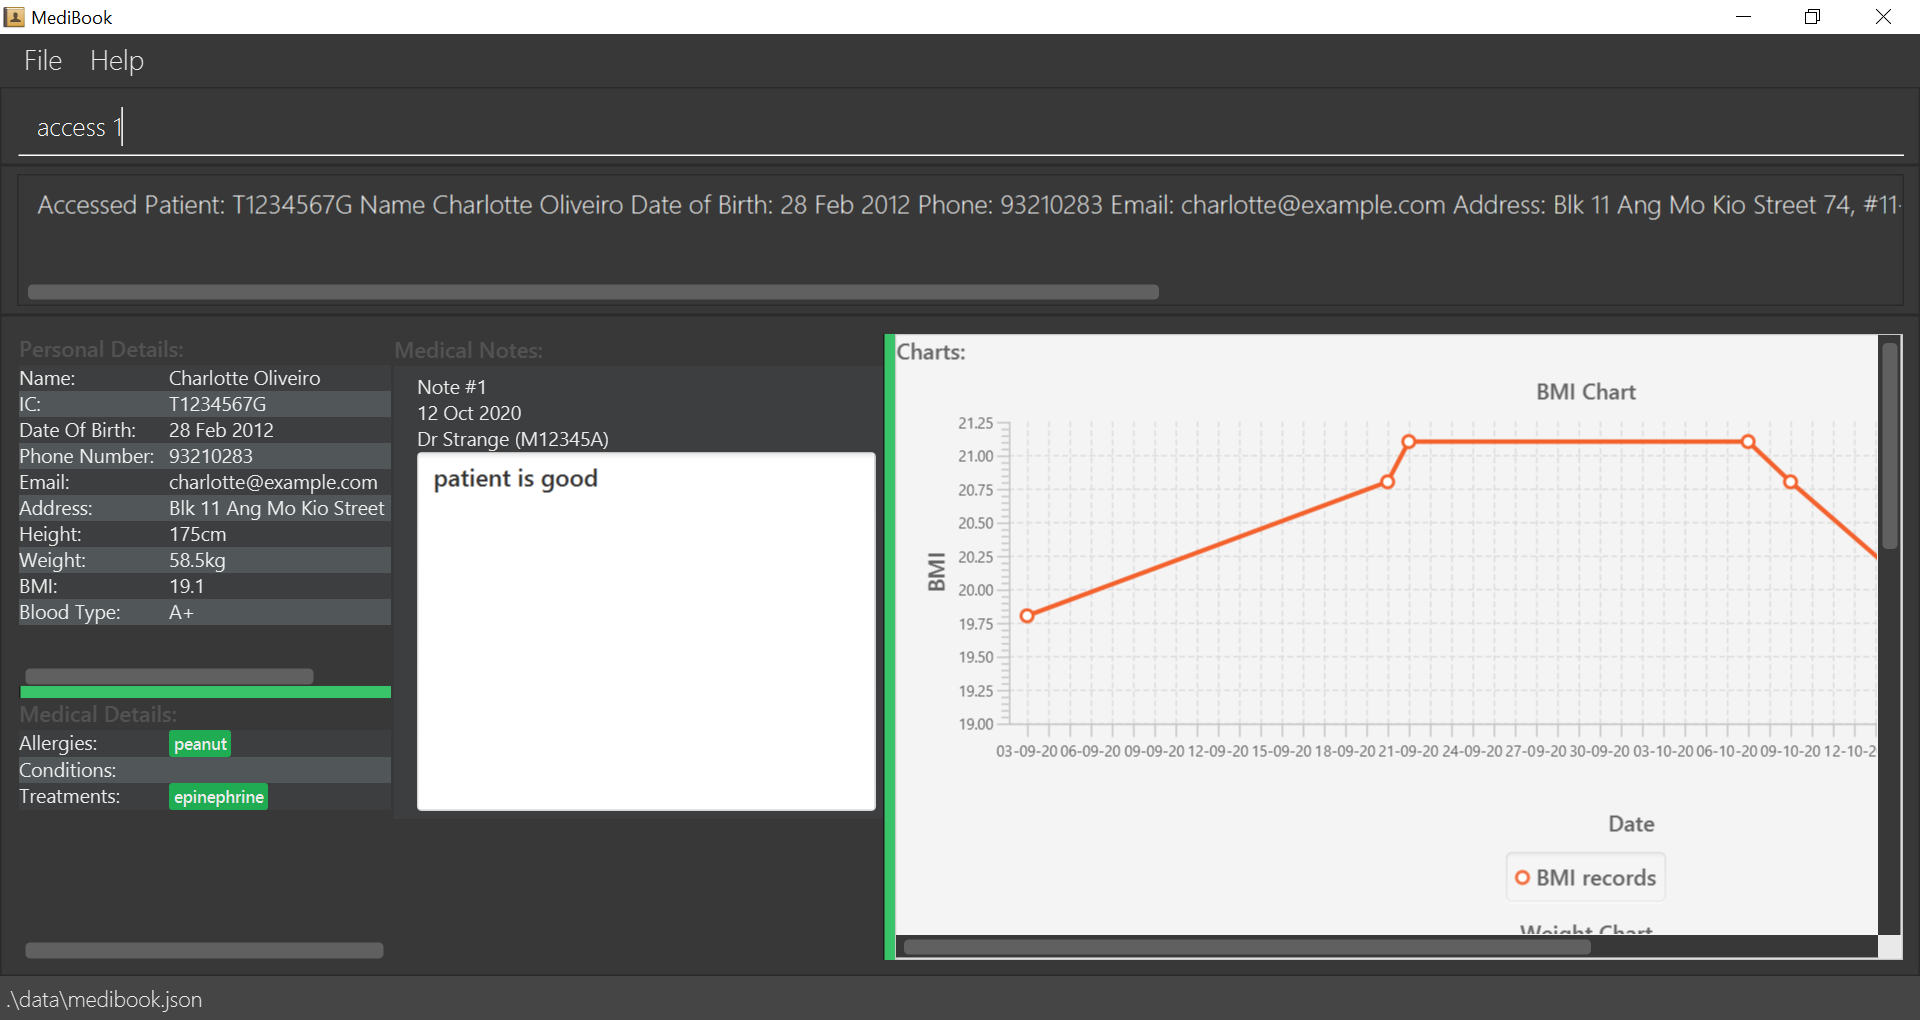 MediBook
File Help
access 1
Accessed Patient: T1234567G Name Charlotte Oliveiro Date of Birth: 28 Feb 2012 Phone: 93210283 Email: charlotte@example.com Address: Blk 11 Ang Mo Kio Street 74, #11-
Personal Details:
Name: Charlotte Oliveiro
IC: T1234567G
Date Of Birth: 28 Feb 2012
Phone Number: 93210283
Email: charlotte@example.com
Address: Blk 11 Ang Mo Kio Street
Height: 175cm
Weight: 58.5kg
BMI: 19.1
Blood Type: A+
Medical Details:
Allergies: peanut
Conditions:
Treatments: epinephrine
Medical Notes:
Note #1
12 Oct 2020
Dr Strange (M12345A)
patient is good
Charts:
BMI Chart
21.25
21.00
20.75
20.50
20.25
20.00
19.75
19.50
19.25
19.00
BMI
03-09-20 06-09-20 09-09-20 12-09-20 15-09-20 18-09-20 21-09-20 24-09-20 27-09-20 30-09-20 03-10-20 06-10-20 09-10-20 12-10-2
Date
BMI records
Weight Chart
.\data\medibook.json